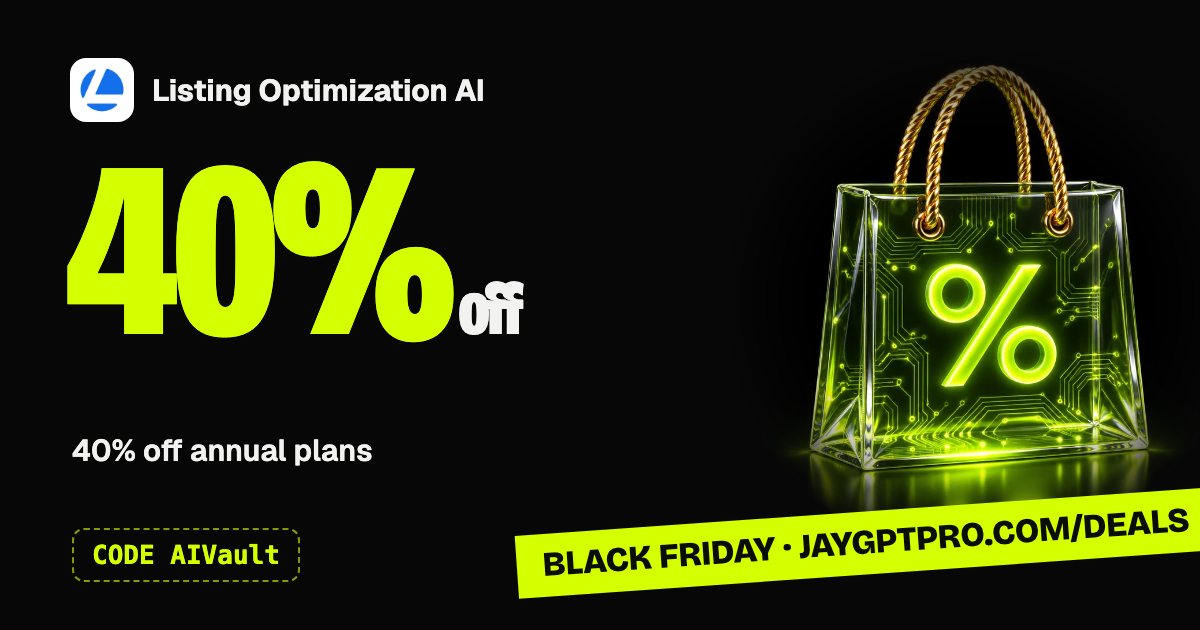 Listing Optimization AI
40% off
%
40% off annual plans
CODE AIVault
BLACK FRIDAY · JAYGPTPRO.COM/DEALS